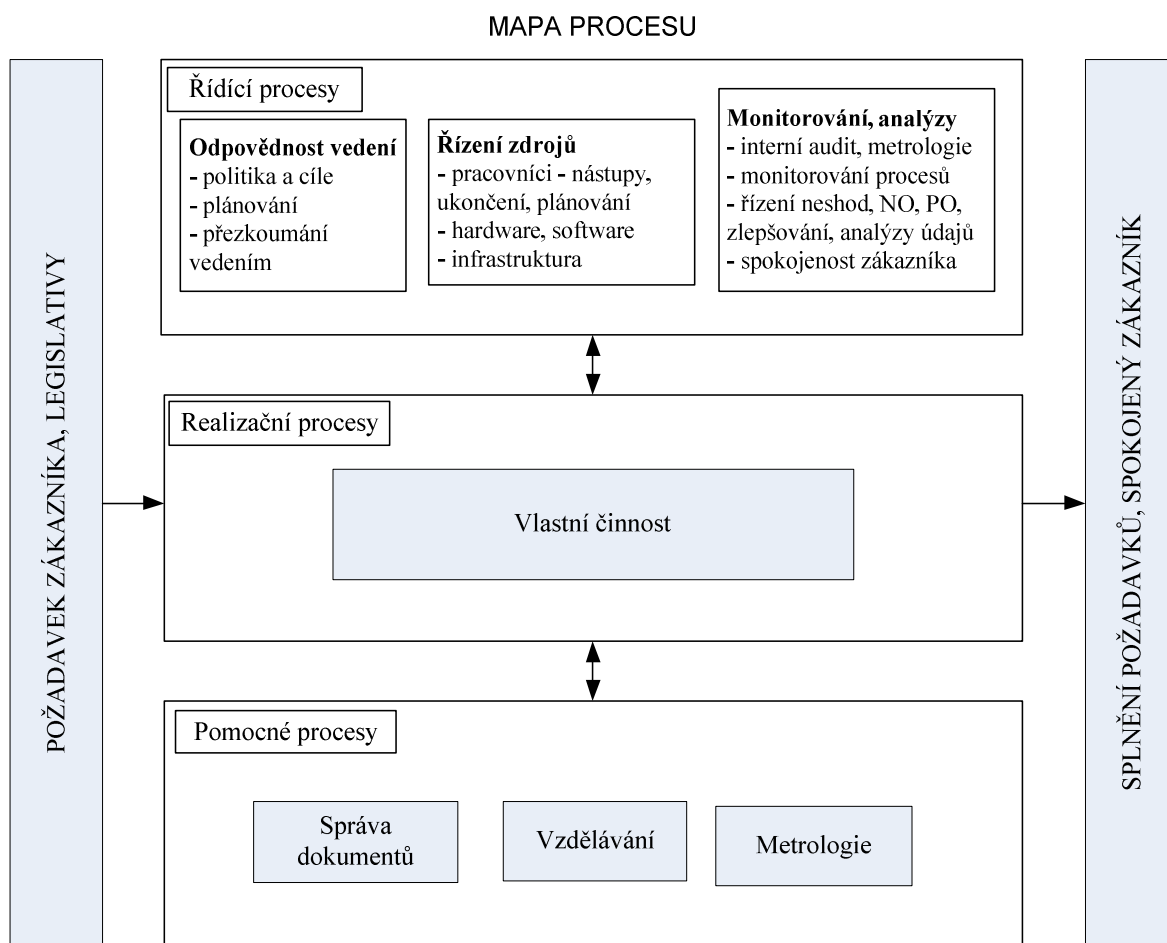 MAPA PROCESU
POŽADAVEK ZÁKAZNÍKA, LEGISLATIVY
Řídící procesy
Odpovědnost vedení
- politika a cíle
- plánování
- přezkoumání
vedením
Řízení zdrojů
- pracovníci - nástupy,
ukončení, plánování
- hardware, software
- infrastruktura
Monitorování, analýzy
- interní audit, metrologie
- monitorování procesů
- řízení neshod, NO, PO,
zlepšování, analýzy údajů
- spokojenost zákazníka
Realizační procesy
Vlastní činnost
Pomocné procesy
Správa
dokumentů
Vzdělávání
Metrologie
SPLNĚNÍ POŽADAVKŮ, SPOKOJENÝ ZÁKAZNÍK